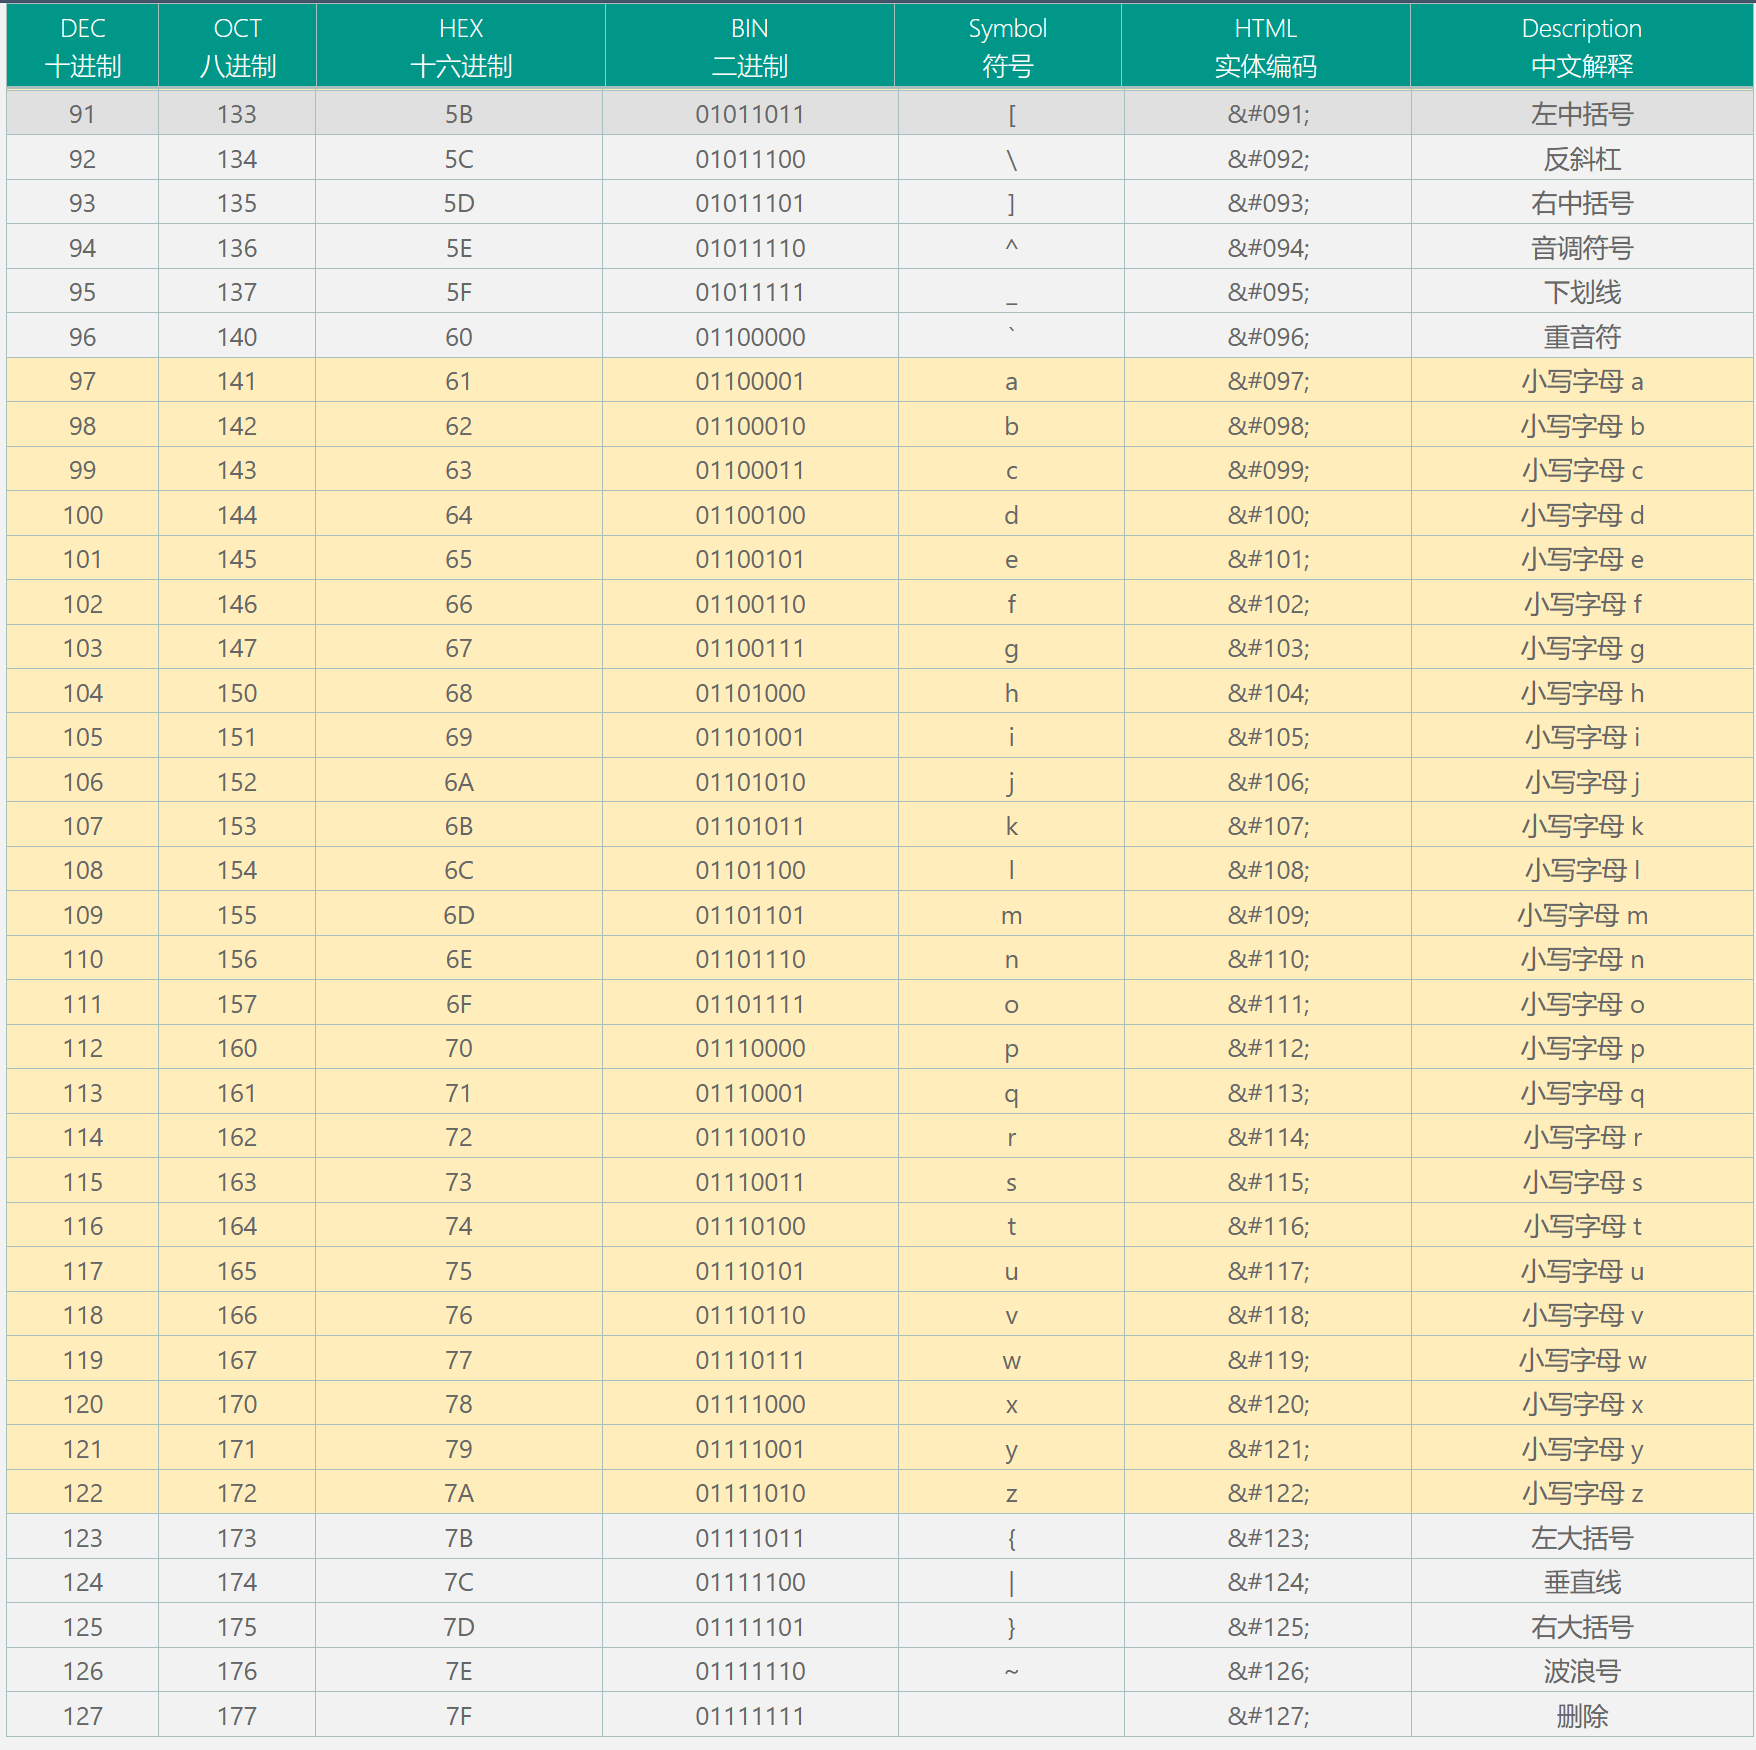 DEC OCT HEX BIN Symbol HTML Description
十进制 八进制 十六进制 二进制 符号 实体编码 中文解释
91 133 5B 01011011 [ &#091; 左中括号
92 134 5C 01011100 \ &#092; 反斜杠
93 135 5D 01011101 ] &#093; 右中括号
94 136 5E 01011110 ^ &#094; 音调符号
95 137 5F 01011111 _ &#095; 下划线
96 140 60 01100000 ` &#096; 重音符
97 141 61 01100001 a &#097; 小写字母 a
98 142 62 01100010 b &#098; 小写字母 b
99 143 63 01100011 c &#099; 小写字母 c
100 144 64 01100100 d &#100; 小写字母 d
101 145 65 01100101 e &#101; 小写字母 e
102 146 66 01100110 f &#102; 小写字母 f
103 147 67 01100111 g &#103; 小写字母 g
104 150 68 01101000 h &#104; 小写字母 h
105 151 69 01101001 i &#105; 小写字母 i
106 152 6A 01101010 j &#106; 小写字母 j
107 153 6B 01101011 k &#107; 小写字母 k
108 154 6C 01101100 l &#108; 小写字母 l
109 155 6D 01101101 m &#109; 小写字母 m
110 156 6E 01101110 n &#110; 小写字母 n
111 157 6F 01101111 o &#111; 小写字母 o
112 160 70 01110000 p &#112; 小写字母 p
113 161 71 01110001 q &#113; 小写字母 q
114 162 72 01110010 r &#114; 小写字母 r
115 163 73 01110011 s &#115; 小写字母 s
116 164 74 01110100 t &#116; 小写字母 t
117 165 75 01110101 u &#117; 小写字母 u
118 166 76 01110110 v &#118; 小写字母 v
119 167 77 01110111 w &#119; 小写字母 w
120 170 78 01111000 x &#120; 小写字母 x
121 171 79 01111001 y &#121; 小写字母 y
122 172 7A 01111010 z &#122; 小写字母 z
123 173 7B 01111011 { &#123; 左大括号
124 174 7C 01111100 | &#124; 垂直线
125 175 7D 01111101 } &#125; 右大括号
126 176 7E 01111110 ~ &#126; 波浪号
127 177 7F 01111111 &#127; 删除